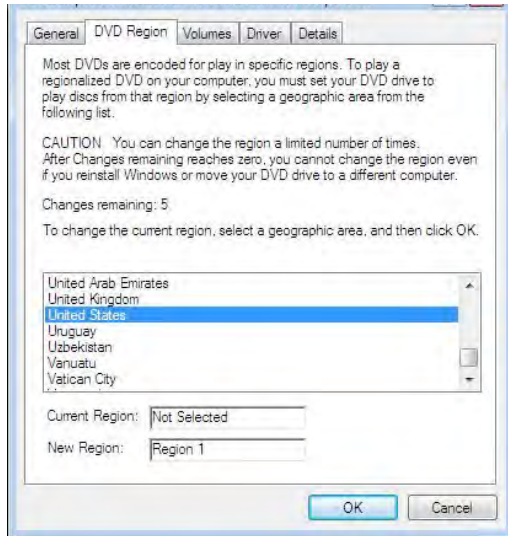 General DVD Region Volumes Driver Details
Most DVDs are encoded for play in specific regions. To play a
regionalized DVD on your computer, you must set your DVD drive to
play discs from that region by selecting a geographic area from the
following list.
CAUTION You can change the region a limited number of times.
After Changes remaining reaches zero, you cannot change the region even
if you reinstall Windows or move your DVD drive to a different computer.
Changes remaining: 5
To change the current region, select a geographic area, and then click OK.
United Arab Emirates
United Kingdom
United States
Uruguay
Uzbekistan
Vanuatu
Vatican City
Current Region: Not Selected
New Region: Region 1
OK Cancel